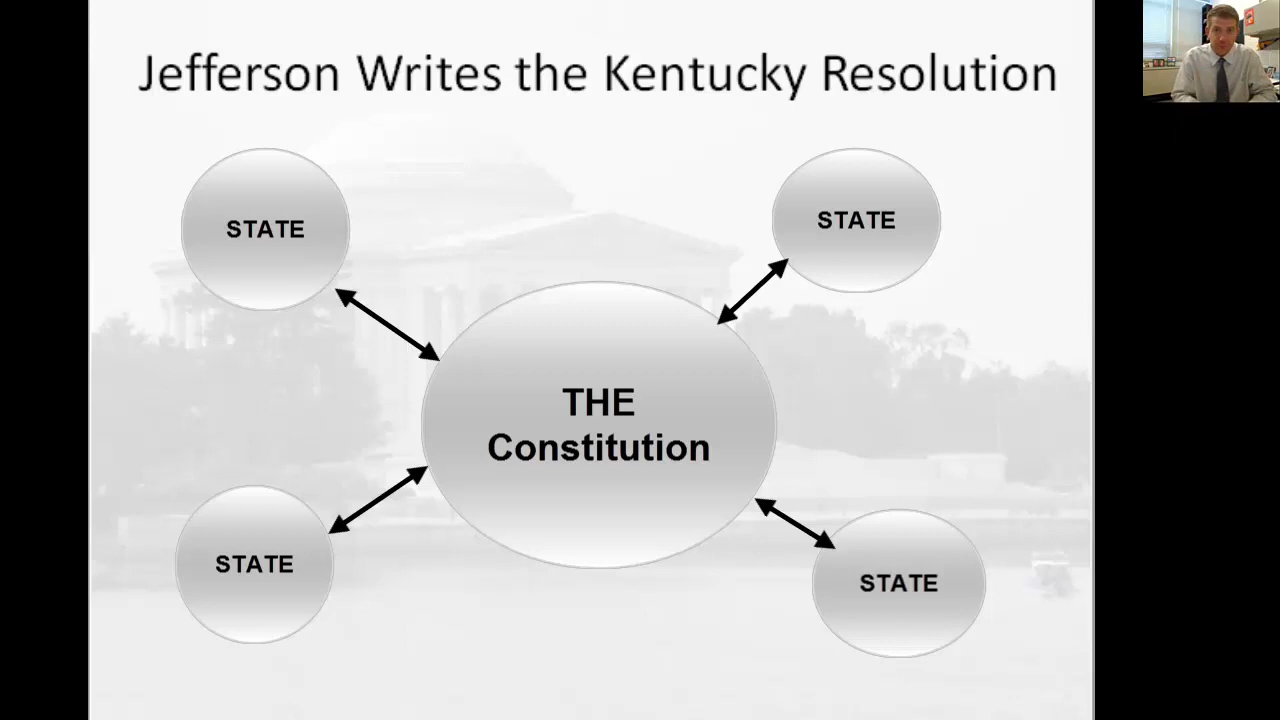 Jefferson Writes the Kentucky Resolution
STATE
STATE
THE
Constitution
STATE
STATE